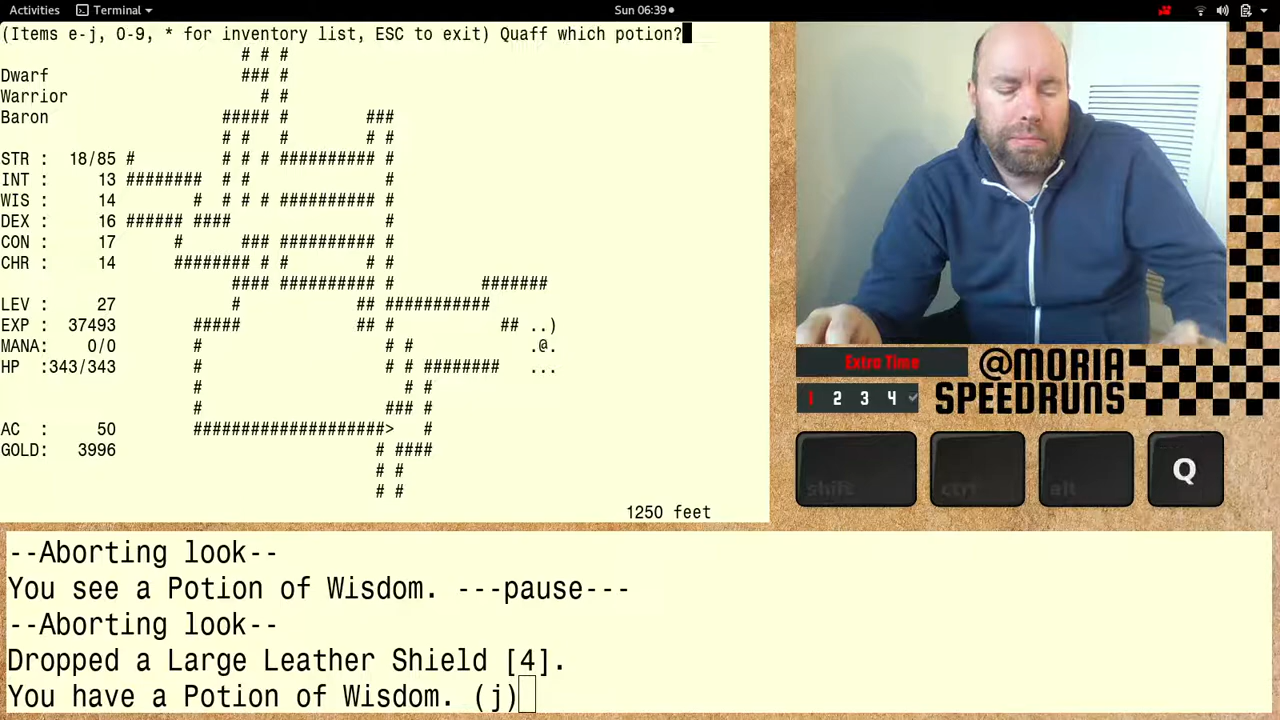 Activities Terminal Sun 06:39
(Items e-j, 0-9, * for inventory list, ESC to exit) Quaff which potion?
# # #
Dwarf ### #
Warrior # #
Baron ##### ###
# # # # #
STR : 18/85 # # # # ########## #
INT : 13 ######## # # #
WIS : 14 # # # # ########## #
DEX : 16 ###### #### #
CON : 17 # ### ########## #
CHR : 14 ######## # # # #
#### ########## # #######
LEV : 27 # ## ###########
EXP : 37493 ##### ## # ## ..)
MANA: 0/0 # # # .@.
HP :343/343 # # # ######## ...
# # #
# ### #
AC : 50 ####################> #
GOLD: 3996 # ####
# #
# #
1250 feet
Extra Time
1 2 3 4 ✓
@MORIA
SPEEDRUNS
shift ctrl alt Q
--Aborting look--
You see a Potion of Wisdom. ---pause---
--Aborting look--
Dropped a Large Leather Shield [4].
You have a Potion of Wisdom. (j)